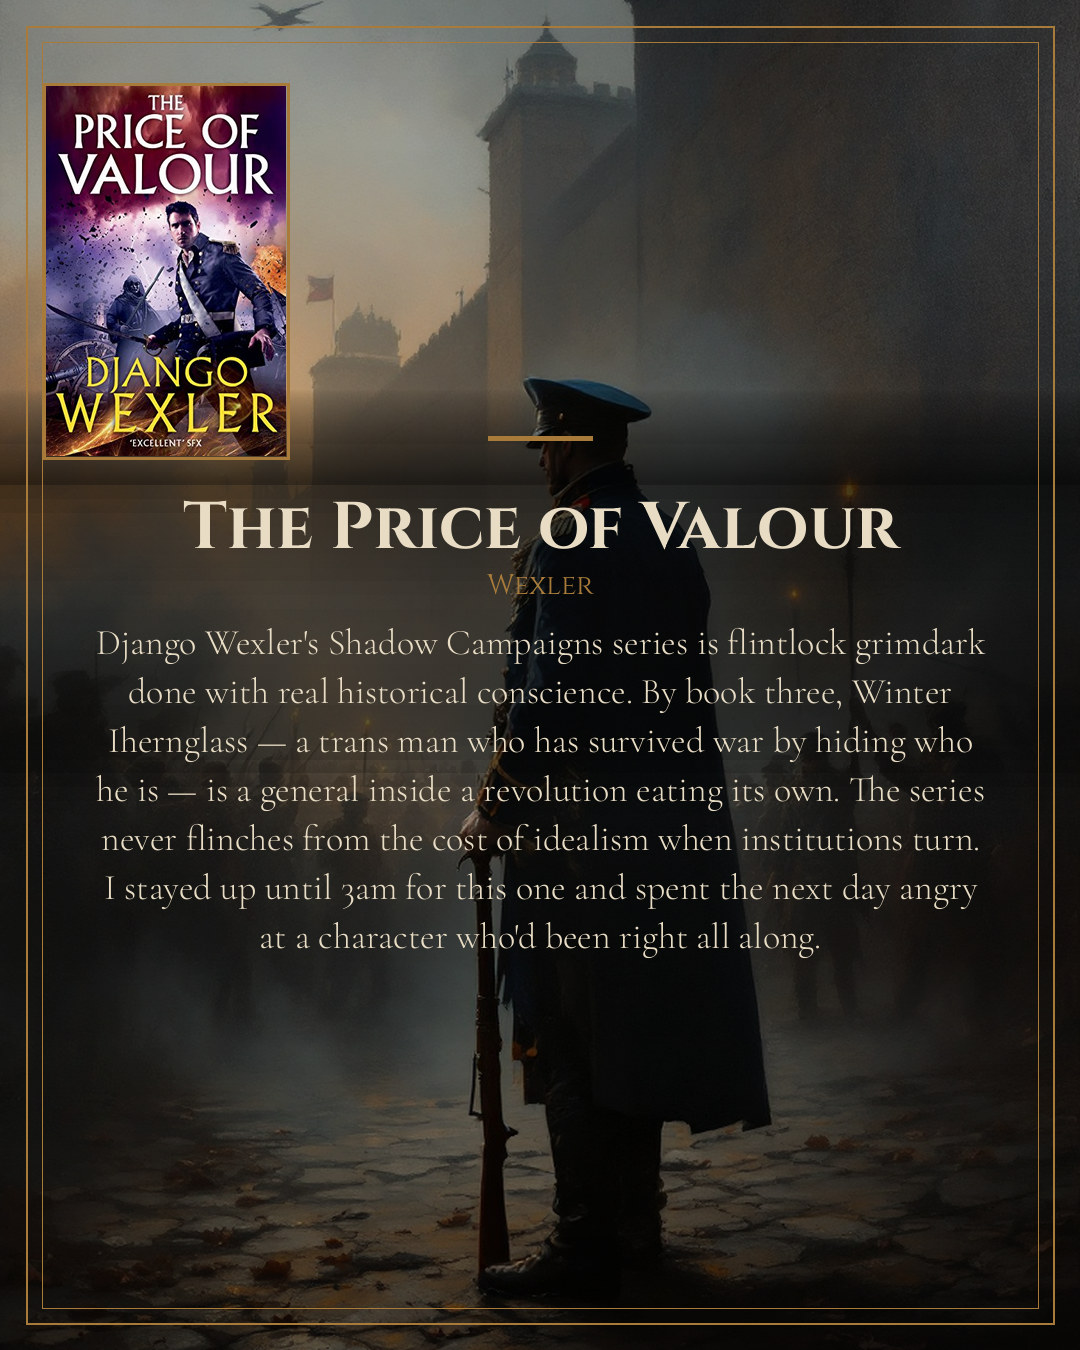 THE
PRICE OF
VALOUR
DJANGO
WEXLER
'EXCELLENT' SFX
The Price of Valour
Wexler
Django Wexler's Shadow Campaigns series is flintlock grimdark
done with real historical conscience. By book three, Winter
Ihernglass — a trans man who has survived war by hiding who
he is — is a general inside a revolution eating its own. The series
never flinches from the cost of idealism when institutions turn.
I stayed up until 3am for this one and spent the next day angry
at a character who'd been right all along.